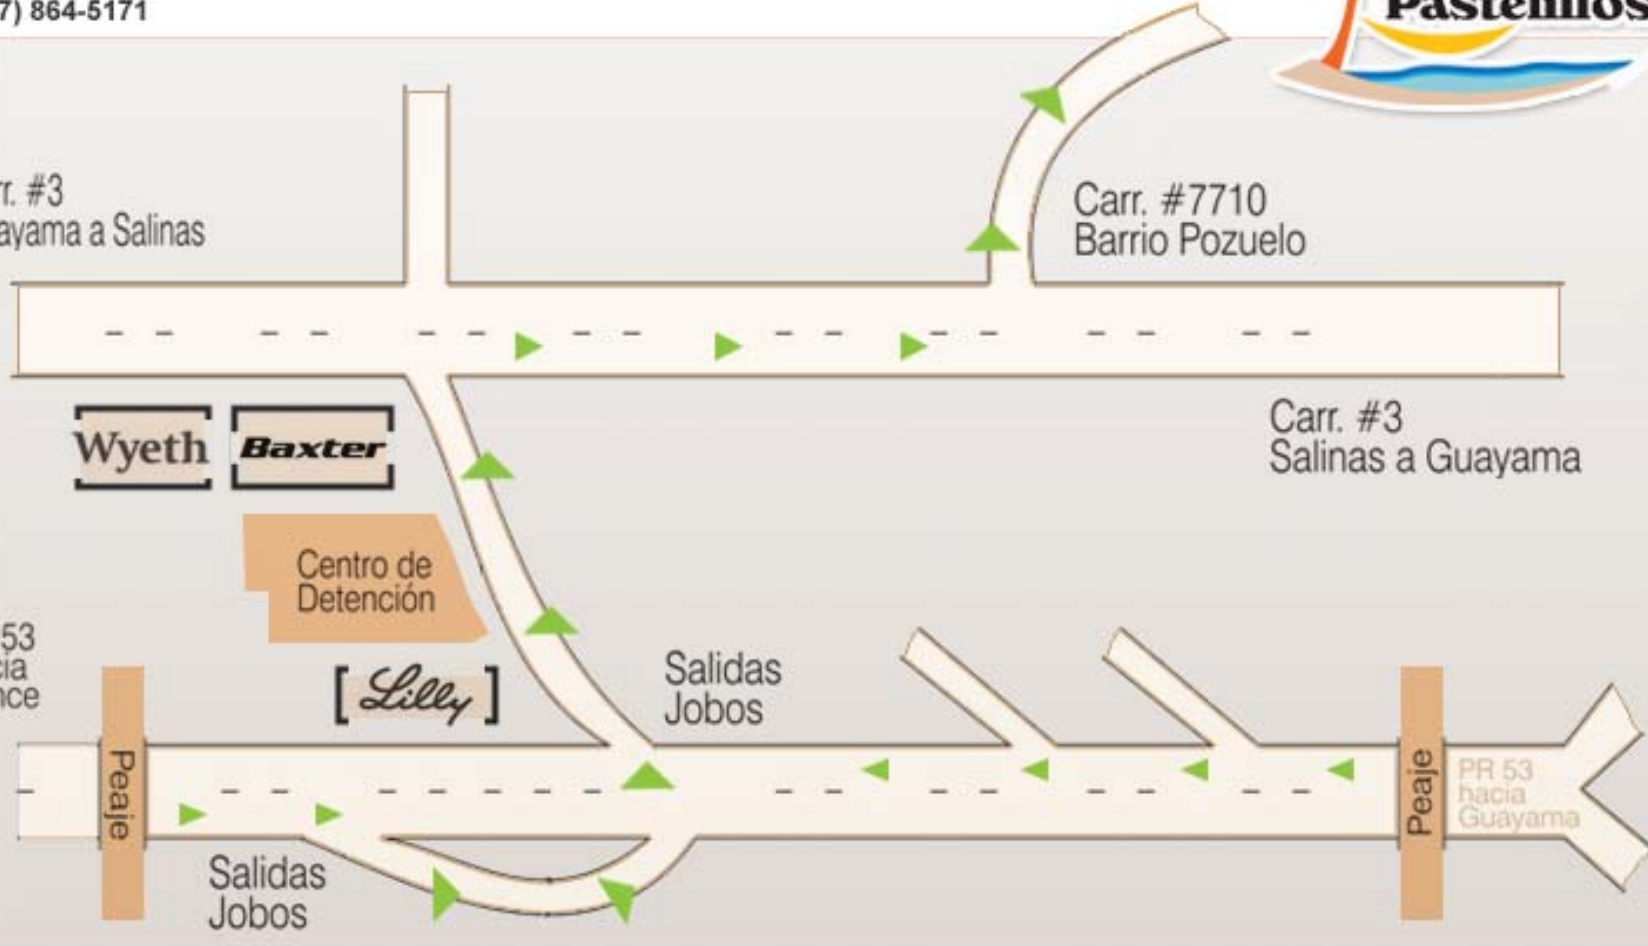 7) 864-5171
Pastelillos
r. #3
ayama a Salinas
Carr. #7710
Barrio Pozuelo
Carr. #3
Salinas a Guayama
Wyeth
Baxter
Centro de
Detención
53
cia
nce
Lilly
Salidas
Jobos
Peaje
Peaje
PR 53
hacia
Guayama
Salidas
Jobos